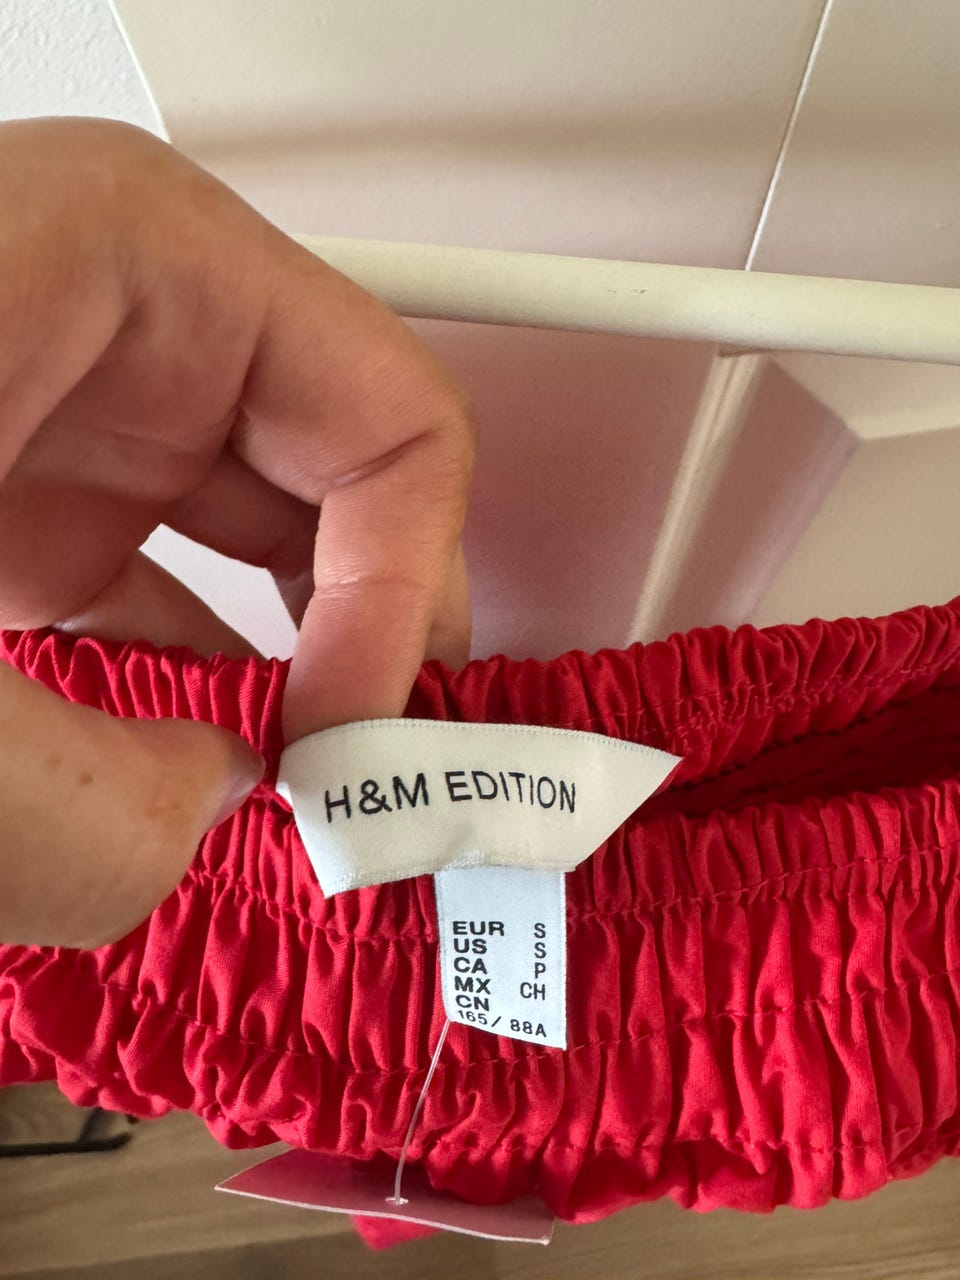 H&M EDITION
EUR S
US S
CA P
MX CH
CN
165/ 88A